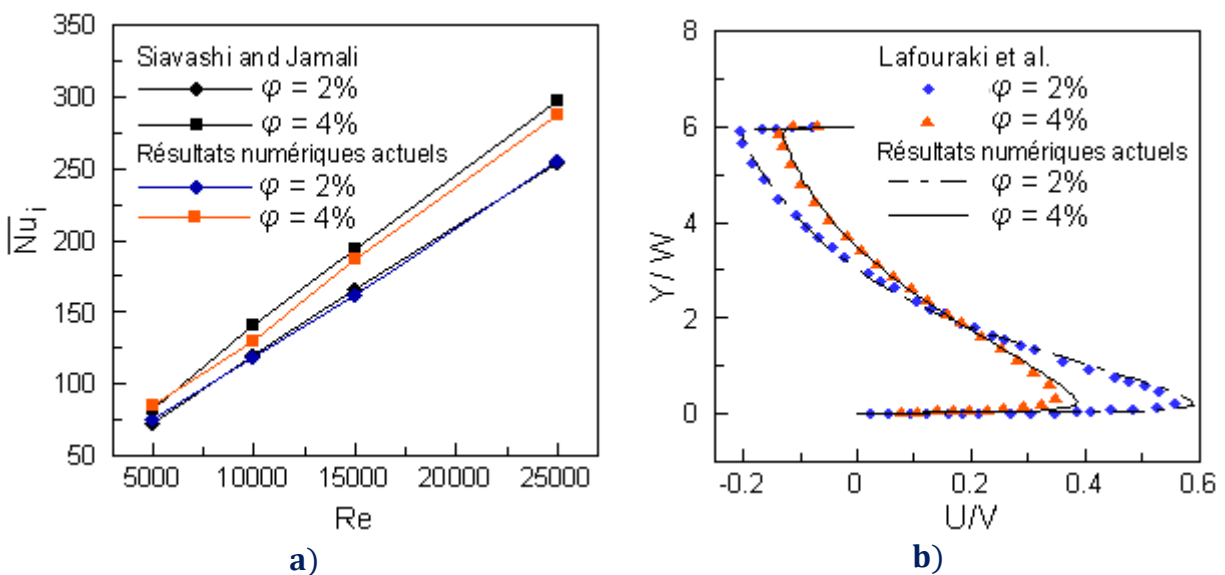 350
300
250
200
150
100
50
Nu̅i
Siavashi and Jamali
φ = 2%
φ = 4%
Résultats numériques actuels
φ = 2%
φ = 4%
5000 10000 15000 20000 25000
Re
a)
8
6
4
2
0
Y/W
Lafouraki et al.
φ = 2%
φ = 4%
Résultats numériques actuels
φ = 2%
φ = 4%
-0.2 0 0.2 0.4 0.6
U/V
b)